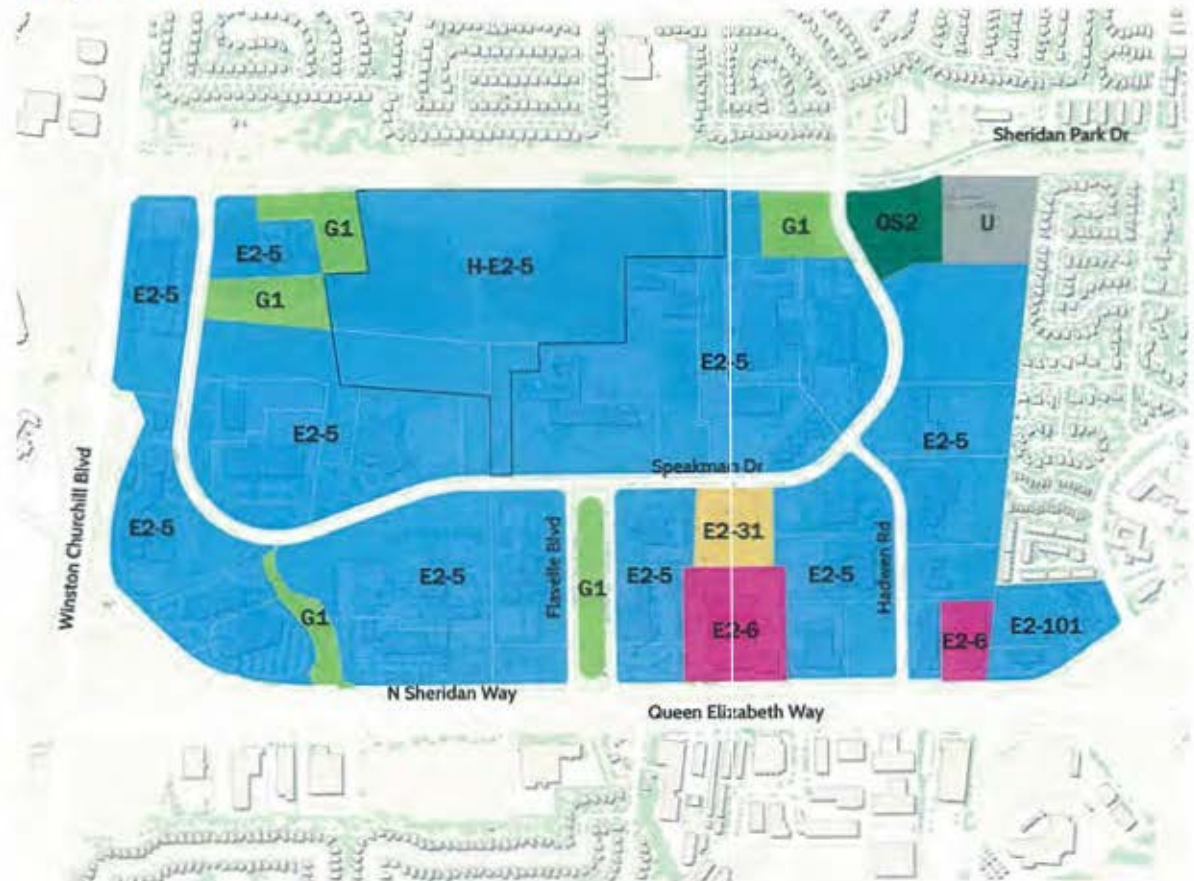 Sheridan Park Dr
G1
G1
OS2
U
E2-5
H-E2-5
E2-5
G1
E2-5
E2-5
E2-5
Speakman Dr
E2-5
E2-31
Winston Churchill Blvd
Flavelle Blvd
Hadwen Rd
E2-5
G1
E2-5
E2-5
G1
E2-6
E2-6
E2-101
N Sheridan Way
Queen Elizabeth Way